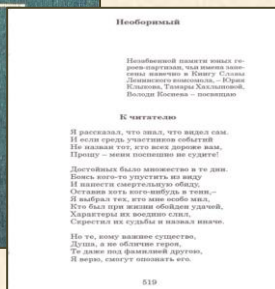 Необоримый
Незабвенной памяти юных ге-
роев-партизан, чьи имена зане-
сены навечно в Книгу Славы
Ленинского комсомола, – Юрия
Клыкова, Тамары Хахлыновой,
Володи Коснева – посвящаю
К читателю
Я рассказал, что знал, что видел сам.
И если средь участников событий
Не назван тот, кто всех дороже вам,
Прошу – меня поспешно не судите!
Достойных было множество в те дни.
Боясь кого-то упустить из виду
И нанести смертельную обиду,
Оставив хоть кого-нибудь в тени,–
Я выбрал тех, кто мне особо мил,
Кто был при жизни обойден удачей,
Характеры их воедино слил,
Скрестил их судьбы и назвал иначе.
Но те, кому важнее существо,
Душа, а не обличие героя,
Те даже под фамилией другою,
Я верю, смогут опознать его.
519